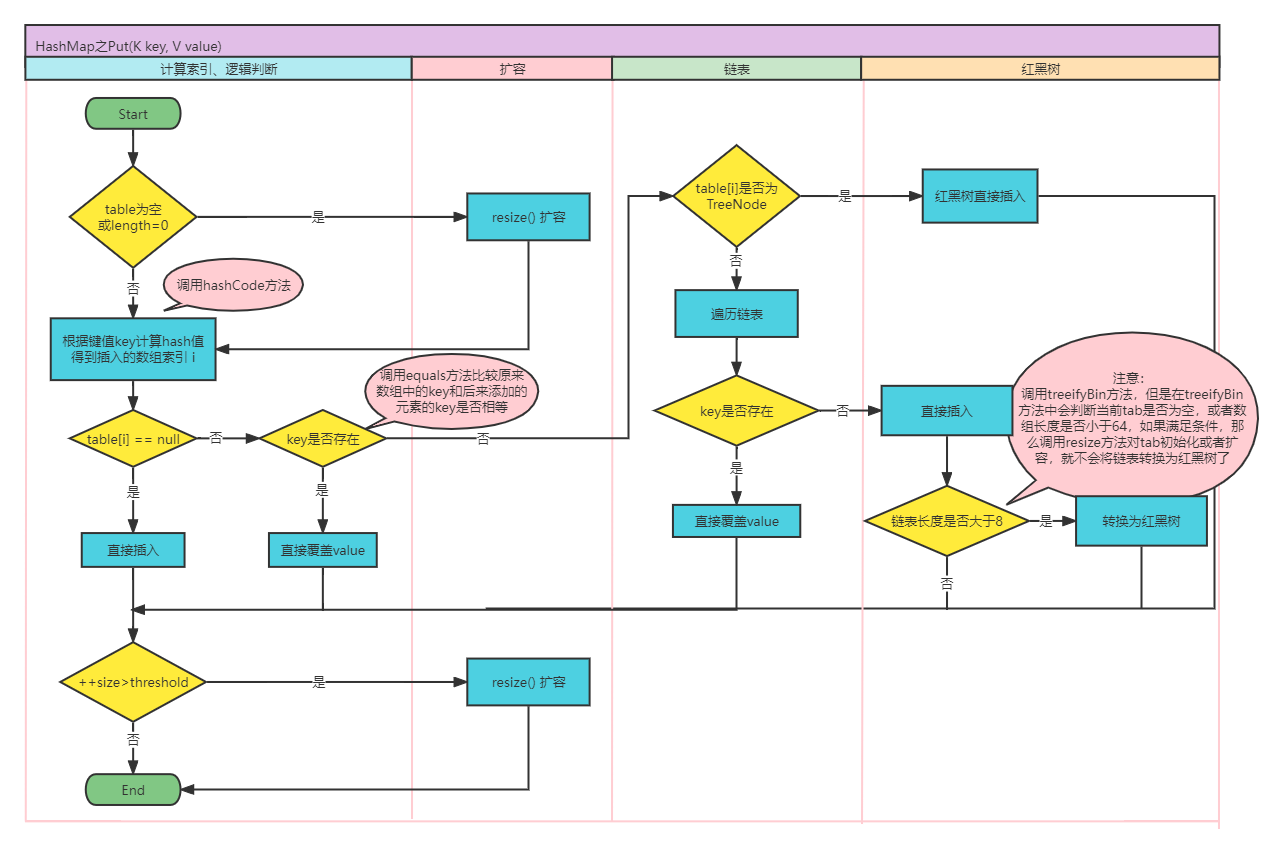 HashMap之Put(K key, V value)
计算索引、逻辑判断
扩容
链表
红黑树
Start
table为空
或length=0
是
resize() 扩容
否
调用hashCode方法
根据键值key计算hash值
得到插入的数组索引 i
table[i] == null
否
key是否存在
调用equals方法比较原来
数组中的key和后来添加的
元素的key是否相等
否
是
直接插入
是
直接覆盖value
table[i]是否为
TreeNode
是
红黑树直接插入
否
遍历链表
key是否存在
否
直接插入
注意：
调用treeifyBin方法，但是在treeifyBin
方法中会判断当前tab是否为空，或者数
组长度是否小于64，如果满足条件，那
么调用resize方法对tab初始化或者扩
容，就不会将链表转换为红黑树了
是
直接覆盖value
链表长度是否大于8
是
转换为红黑树
否
++size>threshold
是
resize() 扩容
否
End